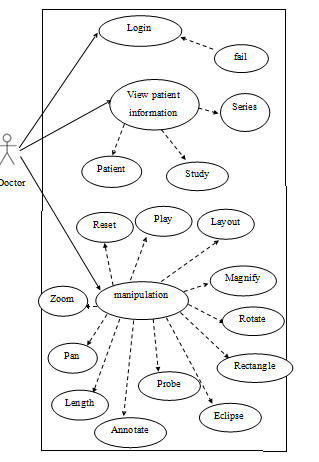 Login
fail
View patient
information
Series
Patient
Study
Doctor
Reset
Play
Layout
Magnify
Zoom
manipulation
Rotate
Pan
Rectangle
Probe
Length
Eclipse
Annotate